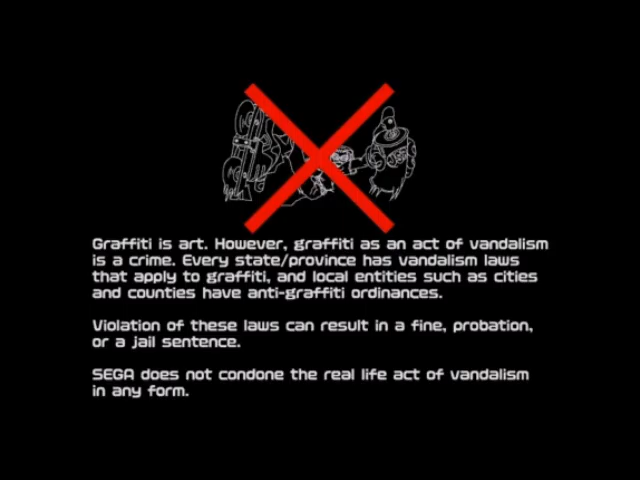 Graffiti is art. However, graffiti as an act of vandalism
is a crime. Every state/province has vandalism laws
that apply to graffiti, and local entities such as cities
and counties have anti-graffiti ordinances.
Violation of these laws can result in a fine, probation,
or a jail sentence.
SEGA does not condone the real life act of vandalism
in any form.